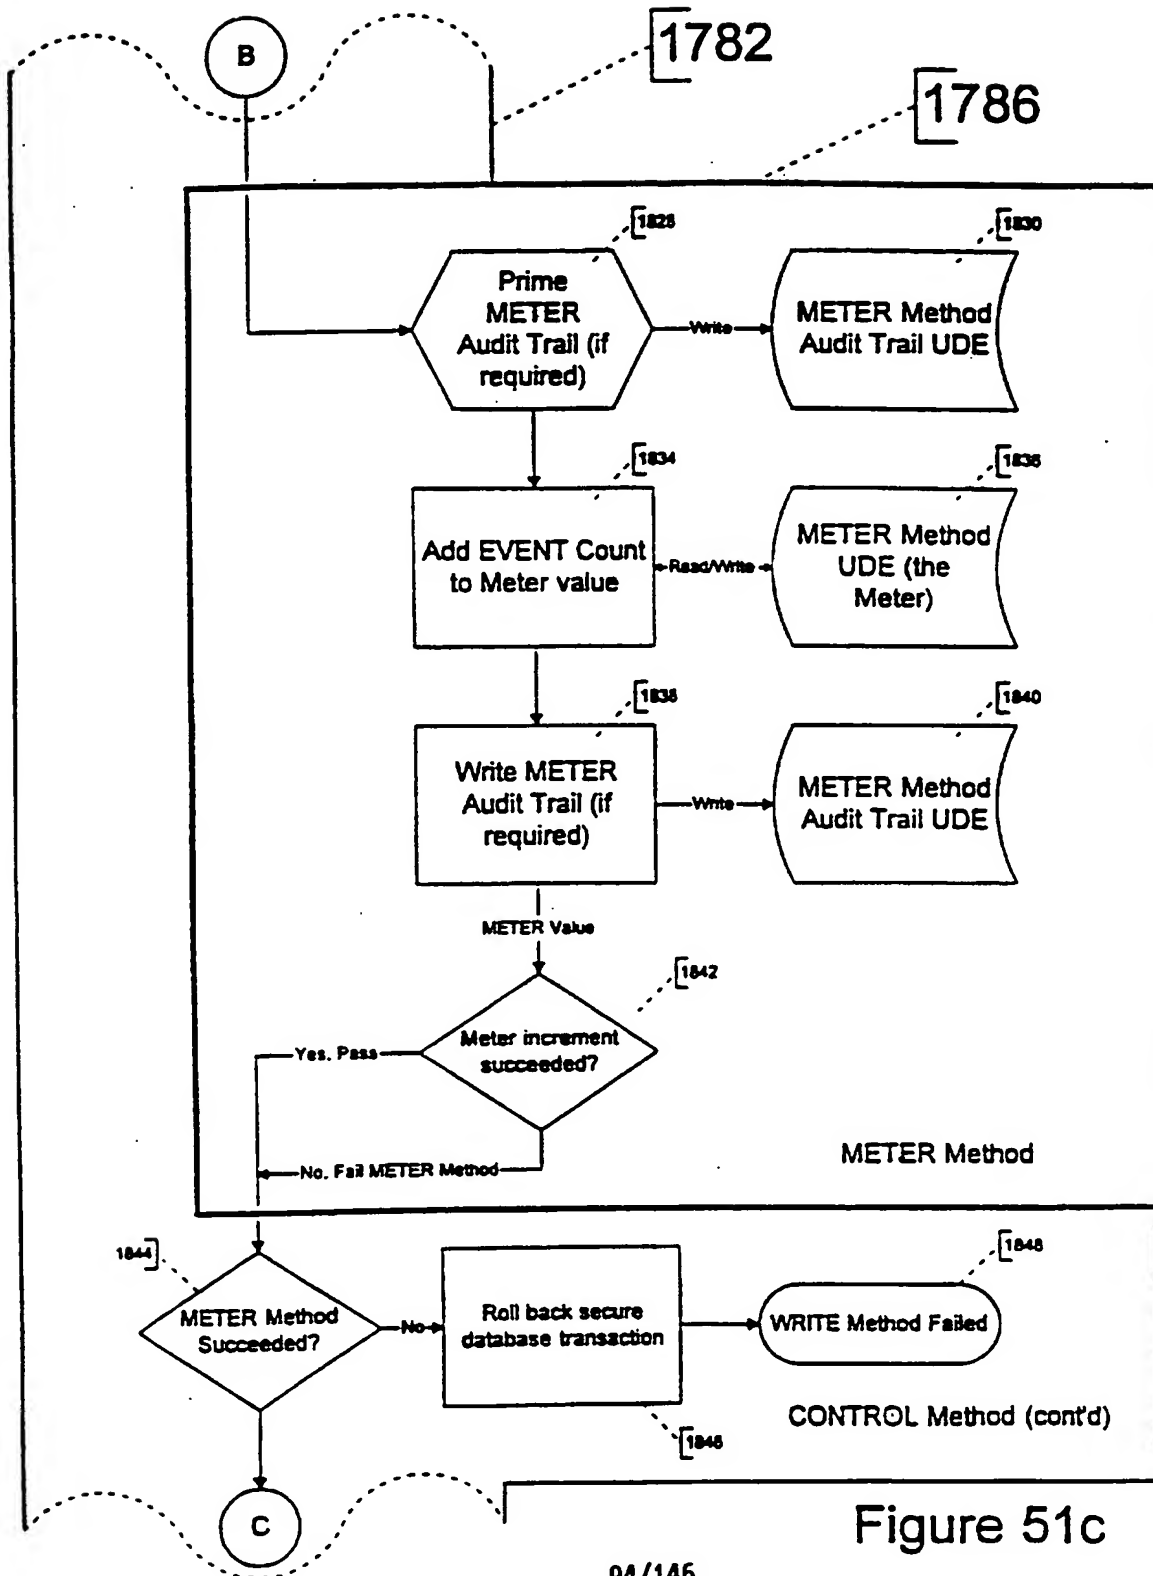 B
1782
1786
1828
Prime
METER
Audit Trail (if
required)
Write
1830
METER Method
Audit Trail UDE
1834
Add EVENT Count
to Meter value
Read/Write
1836
METER Method
UDE (the
Meter)
1838
Write METER
Audit Trail (if
required)
Write
1840
METER Method
Audit Trail UDE
METER Value
1842
Meter increment
succeeded?
Yes, Pass
No, Fail METER Method
METER Method
1844
METER Method
Succeeded?
No
Roll back secure
database transaction
1846
1848
WRITE Method Failed
CONTROL Method (cont'd)
C
Figure 51c
94/146